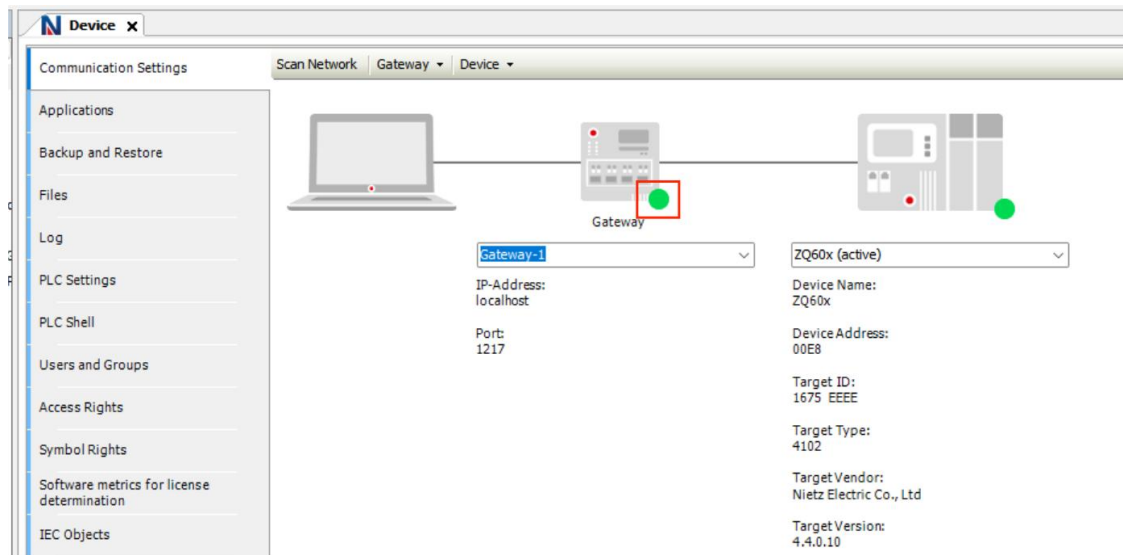 Device
Communication Settings
Applications
Backup and Restore
Files
Log
PLC Settings
PLC Shell
Users and Groups
Access Rights
Symbol Rights
Software metrics for license
determination
IEC Objects
Scan Network Gateway Device
Gateway
Gateway-1
IP-Address:
localhost
Port:
1217
ZQ60x (active)
Device Name:
ZQ60x
Device Address:
00E8
Target ID:
1675 EEEE
Target Type:
4102
Target Vendor:
Nietz Electric Co., Ltd
Target Version:
4.4.0.10